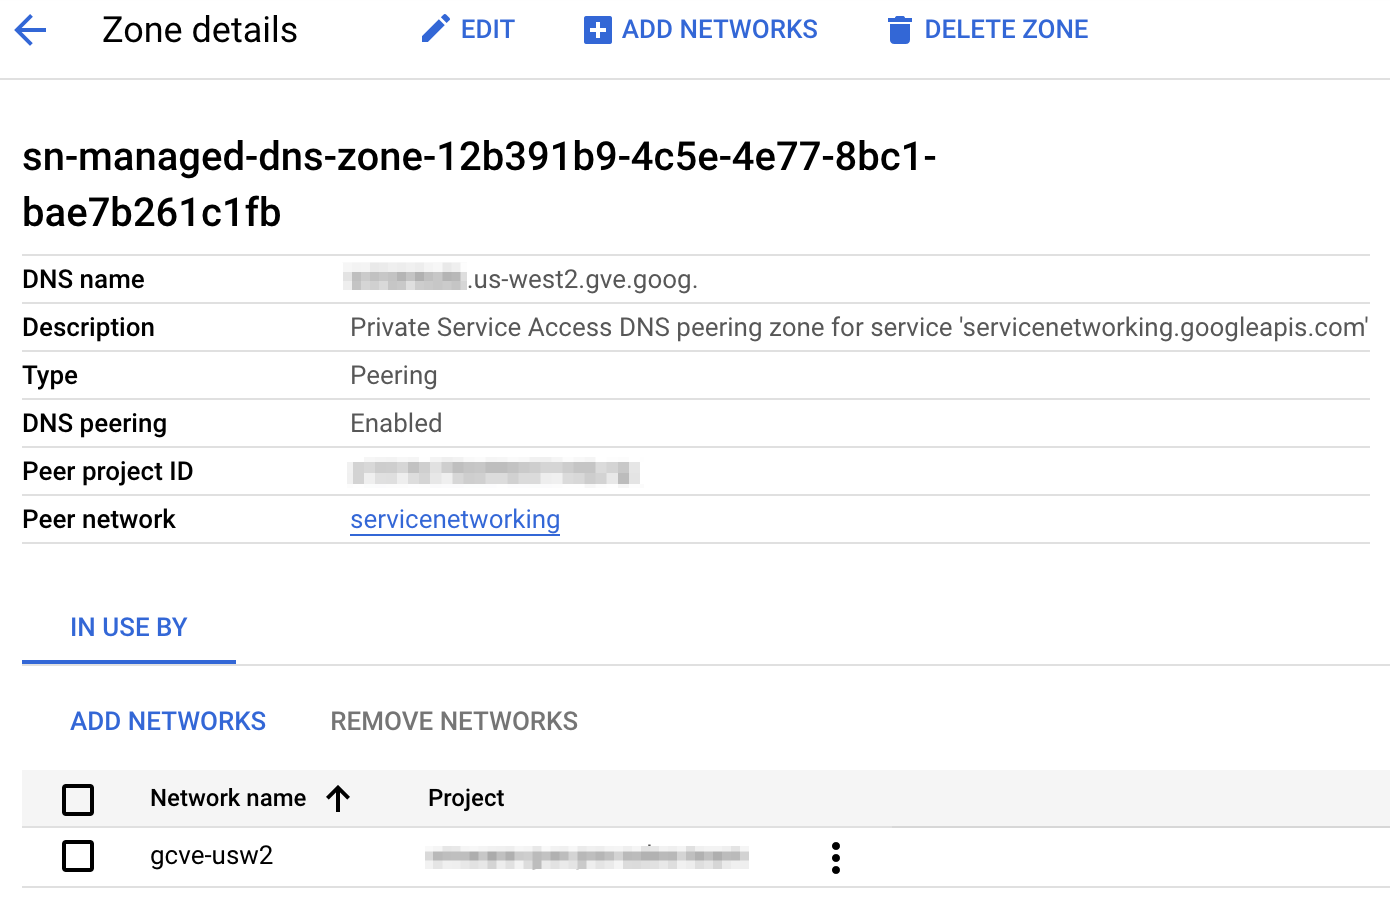 Zone details EDIT ADD NETWORKS DELETE ZONE
sn-managed-dns-zone-12b391b9-4c5e-4e77-8bc1-
bae7b261c1fb
DNS name .us-west2.gve.goog.
Description Private Service Access DNS peering zone for service 'servicenetworking.googleapis.com'
Type Peering
DNS peering Enabled
Peer project ID
Peer network servicenetworking
IN USE BY
ADD NETWORKS REMOVE NETWORKS
Network name Project
gcve-usw2